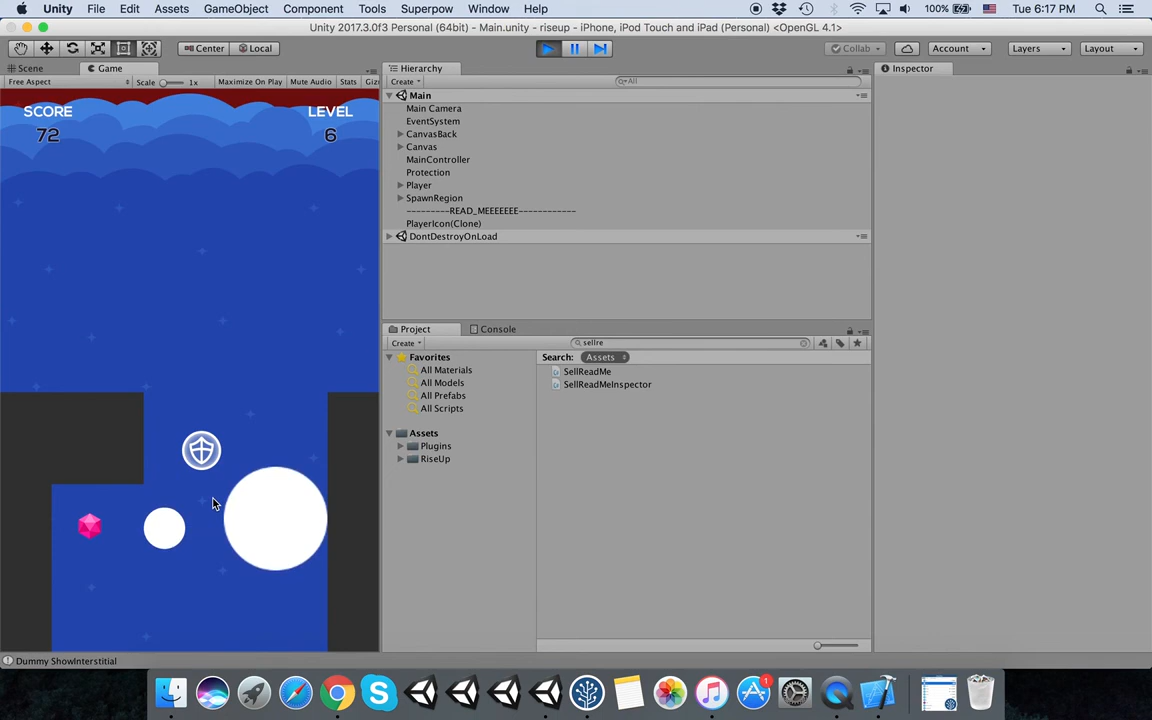 Unity File Edit Assets GameObject Component Tools Superpow Window Help 100% Tue 6:17 PM
Unity 2017.3.0f3 Personal (64bit) - Main.unity - riseup - iPhone, iPod Touch and iPad (Personal) <OpenGL 4.1>
Center Local Collab Account Layers Layout
Scene Game Hierarchy Inspector
Free Aspect Scale 1x Maximize On Play Mute Audio Stats Giz Create All
Main
SCORE LEVEL
72 6
Main Camera
EventSystem
CanvasBack
Canvas
MainController
Protection
Player
SpawnRegion
---------READ_MEEEEEEE------------
PlayerIcon(Clone)
DontDestroyOnLoad
Project Console
Create sellre
Favorites Search: Assets
All Materials SellReadMe
All Models SellReadMeInspector
All Prefabs
All Scripts
Assets
Plugins
RiseUp
Dummy ShowInterstitial
1